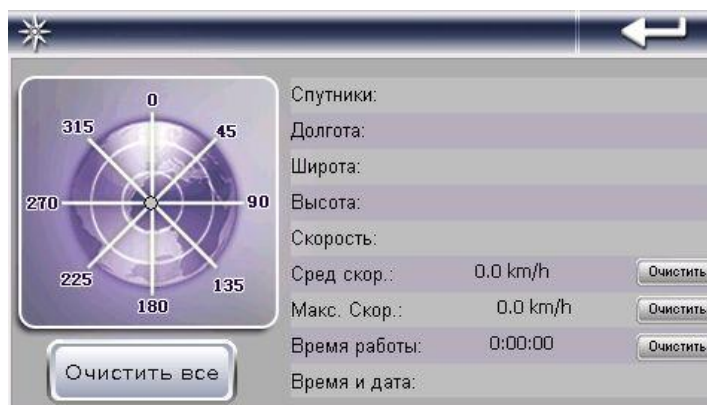 0
315 45
270 90
225 135
180
Очистить все
Спутники:
Долгота:
Широта:
Высота:
Скорость:
Сред скор.: 0.0 km/h Очистить
Макс. Скор.: 0.0 km/h Очистить
Время работы: 0:00:00 Очистить
Время и дата: